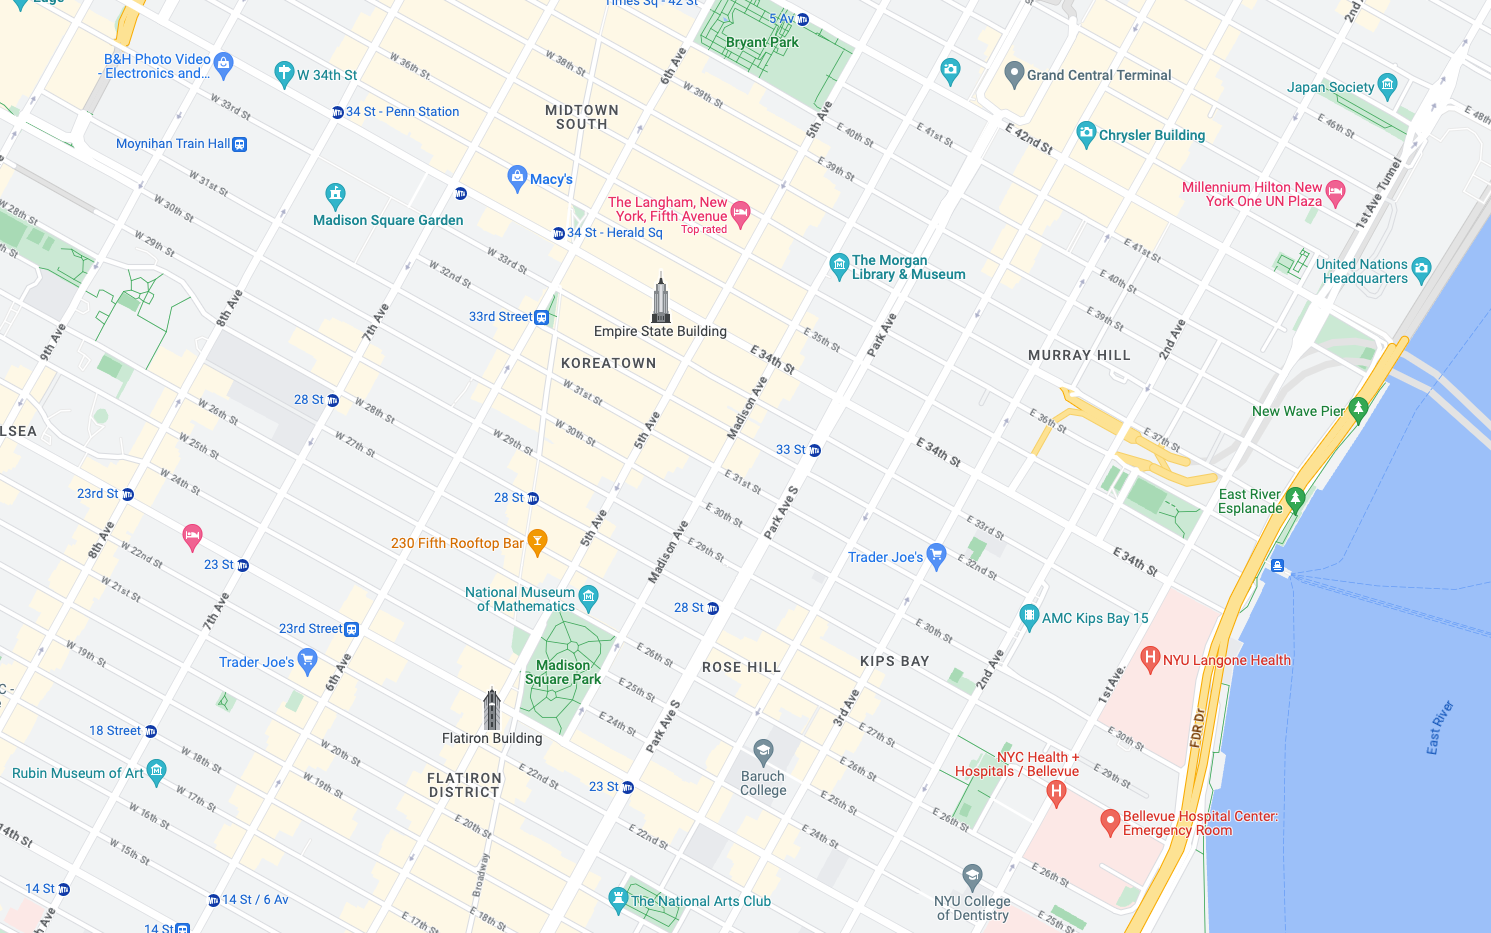 Times Sq - 42 St
5 Av
Bryant Park
6th Ave
2nd
B&H Photo Video
- Electronics and...
W 34th St
W 36th St
W 38th St
W 39th St
W 33rd St
34 St - Penn Station
MIDTOWN
SOUTH
5th Ave
E 40th St
E 41st St
E 42nd St
Grand Central Terminal
Chrysler Building
Japan Society
E 46th St
E 48th
Moynihan Train Hall
W 31st St
W 30th St
W 29th St
W 28th St
Madison Square Garden
Macy's
34 St - Herald Sq
The Langham, New
York, Fifth Avenue
Top rated
E 39th St
Millennium Hilton New
York One UN Plaza
1st Ave Tunnel
The Morgan
Library & Museum
E 41st St
E 40th St
E 39th St
United Nations
Headquarters
W 33rd St
W 32nd St
33rd Street
Empire State Building
KOREATOWN
E 34th St
E 35th St
Park Ave
MURRAY HILL
2nd Ave
9th Ave
8th Ave
7th Ave
28 St
W 28th St
W 27th St
W 26th St
W 25th St
W 24th St
W 31st St
W 30th St
W 29th St
5th Ave
Madison Ave
33 St
E 34th St
E 36th St
E 37th St
New Wave Pier
LSEA
23rd St
28 St
E 31st St
E 30th St
E 29th St
Park Ave S
East River
Esplanade
8th Ave
W 22nd St
W 21st St
23 St
230 Fifth Rooftop Bar
5th Ave
Madison Ave
Trader Joe's
E 33rd St
E 32nd St
E 34th St
National Museum
of Mathematics
28 St
AMC Kips Bay 15
7th Ave
W 19th St
23rd Street
Trader Joe's
6th Ave
Madison
Square Park
E 26th St
E 25th St
E 24th St
ROSE HILL
E 30th St
KIPS BAY
2nd Ave
1st Ave
NYU Langone Health
FDR Dr
East River
Flatiron Building
Park Ave S
3rd Ave
E 27th St
E 26th St
E 25th St
E 24th St
E 30th St
E 29th St
18 Street
Rubin Museum of Art
W 18th St
W 17th St
W 16th St
W 15th St
W 20th St
W 19th St
FLATIRON
DISTRICT
E 22nd St
23 St
Baruch
College
NYC Health +
Hospitals / Bellevue
Bellevue Hospital Center:
Emergency Room
E 26th St
14th St
14 St
14 St / 6 Av
14 St
E 20th St
Broadway
E 18th St
E 17th St
E 22nd St
The National Arts Club
NYU College
of Dentistry
E 26th St
E 25th St